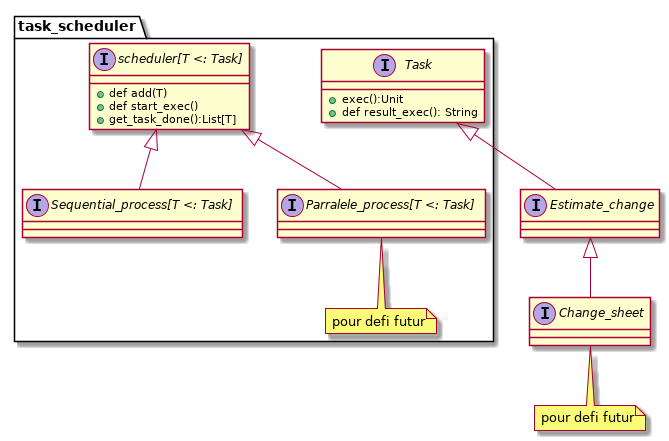 task_scheduler
I scheduler[T <: Task]
def add(T)
def start_exec()
get_task_done():List[T]
I Task
exec():Unit
def result_exec(): String
I Sequential_process[T <: Task]
I Parralele_process[T <: Task]
I Estimate_change
pour defi futur
I Change_sheet
pour defi futur